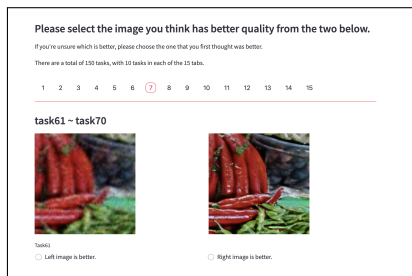 Please select the image you think has better quality from the two below.
If you're unsure which is better, please choose the one that you first thought was better.
There are a total of 150 tasks, with 10 tasks in each of the 15 tabs.
1 2 3 4 5 6 7 8 9 10 11 12 13 14 15
task61 ~ task70
Task61
Left image is better. Right image is better.